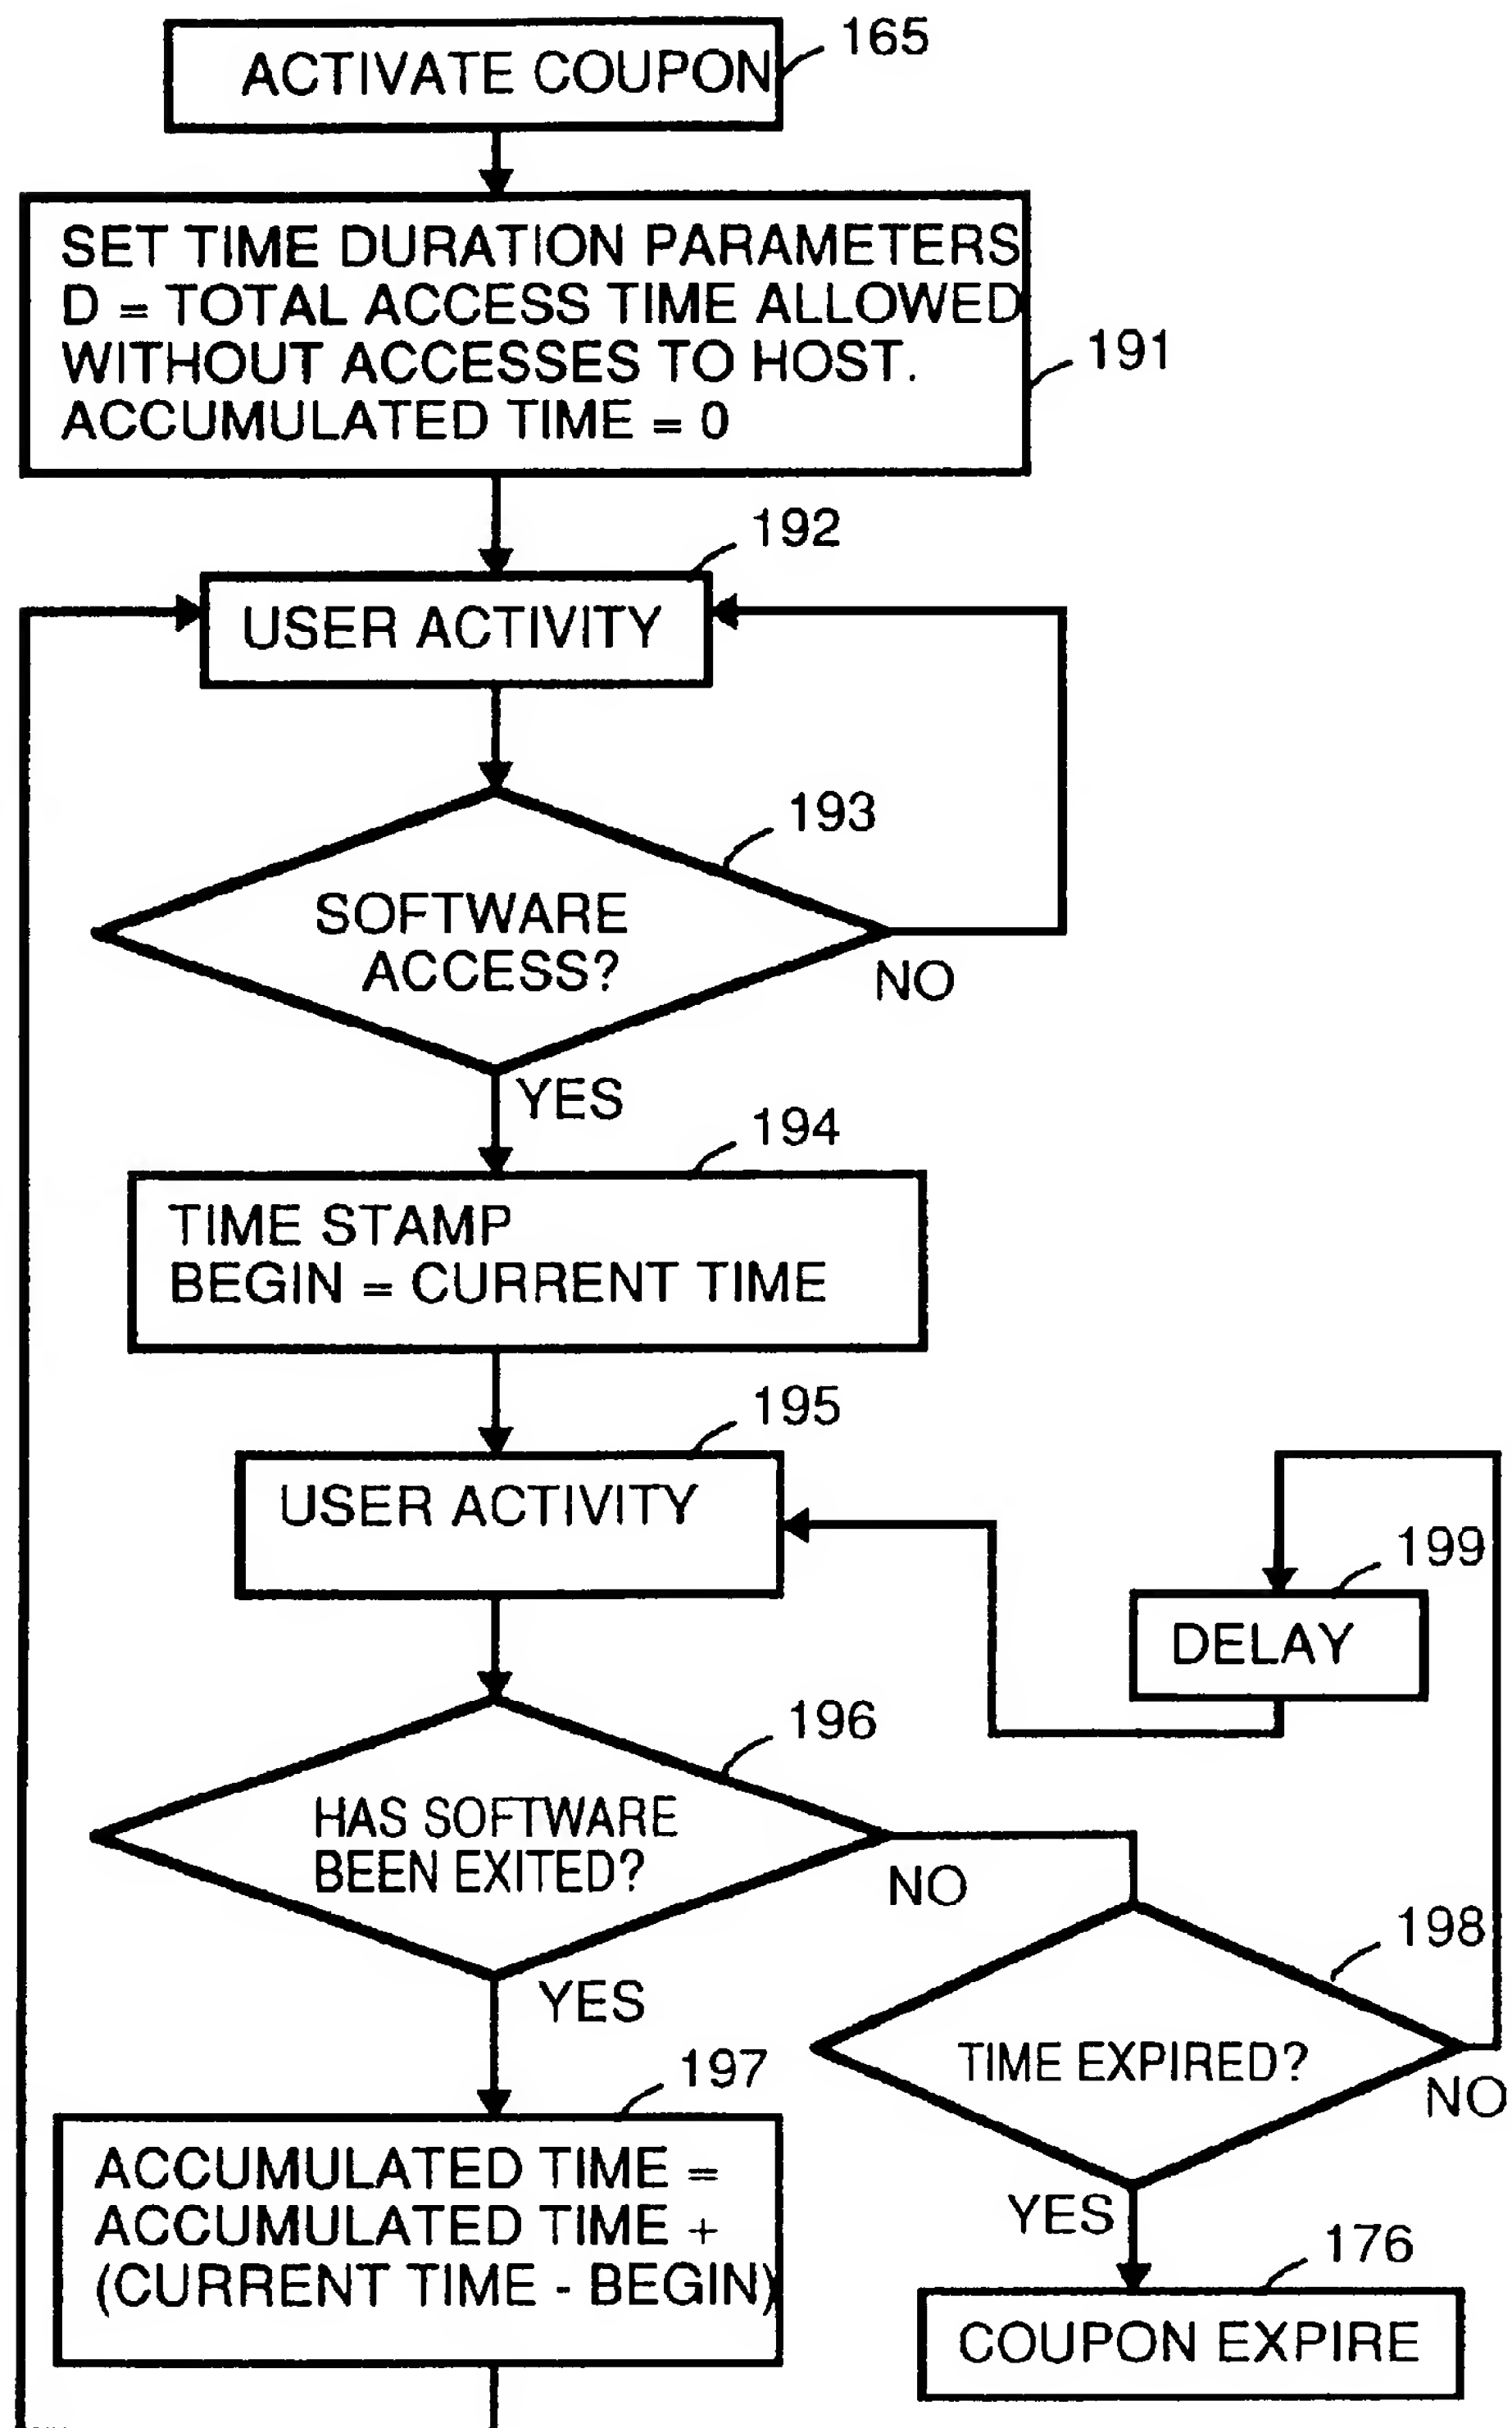 165
ACTIVATE COUPON
SET TIME DURATION PARAMETERS
D = TOTAL ACCESS TIME ALLOWED
WITHOUT ACCESSES TO HOST.
ACCUMULATED TIME = 0
191
192
USER ACTIVITY
193
SOFTWARE
ACCESS?
NO
YES
194
TIME STAMP
BEGIN = CURRENT TIME
195
USER ACTIVITY
199
DELAY
196
HAS SOFTWARE
BEEN EXITED?
NO
YES
198
TIME EXPIRED?
NO
YES
197
ACCUMULATED TIME =
ACCUMULATED TIME +
(CURRENT TIME - BEGIN)
176
COUPON EXPIRE